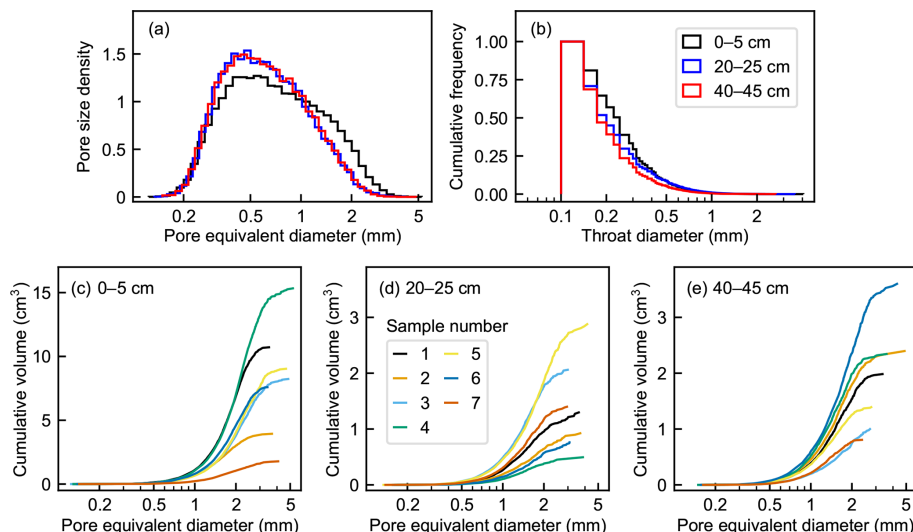 (a)
Pore size density
1.5
1
0.5
0
0.2
0.5
1
2
5
Pore equivalent diameter (mm)
(b)
Cumulative frequency
1.00
0.75
0.50
0.25
0.00
0.1
0.2
0.5
1
2
Throat diameter (mm)
0–5 cm
20–25 cm
40–45 cm
(c) 0–5 cm
Cumulative volume (cm³)
15
10
5
0
0.2
0.5
1
2
5
Pore equivalent diameter (mm)
(d) 20–25 cm
Cumulative volume (cm³)
3
2
1
0
0.2
0.5
1
2
5
Pore equivalent diameter (mm)
Sample number
1 5
2 6
3 7
4
(e) 40–45 cm
Cumulative volume (cm³)
3
2
1
0
0.2
0.5
1
2
5
Pore equivalent diameter (mm)